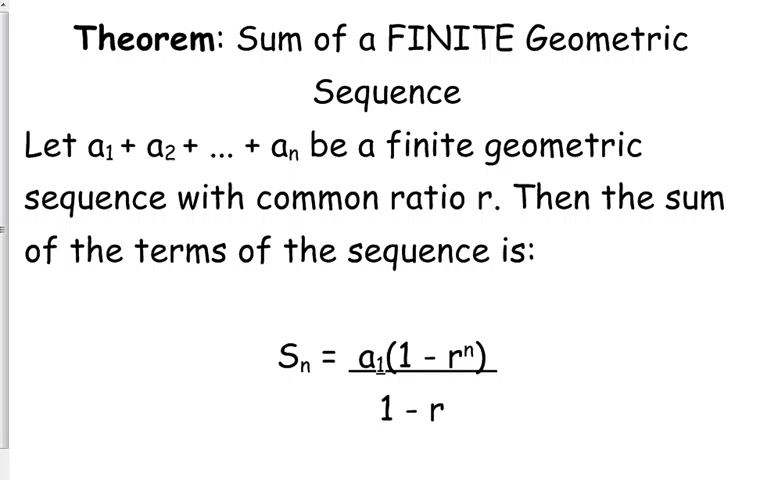 Theorem: Sum of a FINITE Geometric
Sequence
Let a₁ + a₂ + ... + aₙ be a finite geometric
sequence with common ratio r. Then the sum
of the terms of the sequence is:
Sₙ = a₁(1 - rⁿ)
1 - r